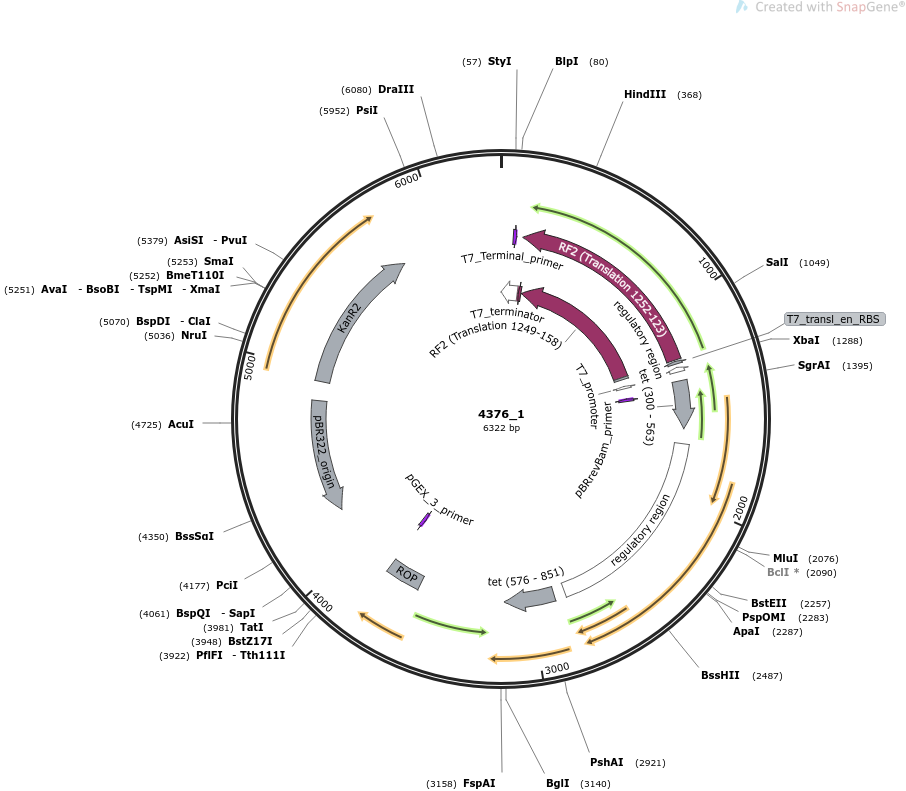 Created with SnapGene®
(57) StyI
BlpI (80)
(6080) DraIII
HindIII (368)
(5952) PsiI
6000
T7_Terminal_primer
RF2 (Translation 1252-123)
1000
(5379) AsiSI - PvuI
(5253) SmaI
(5252) BmeT110I
(5251) AvaI - BsoBI - TspMI - XmaI
SalI (1049)
KanR2
T7_terminator
RF2 (Translation 1249-158)
regulatory region
T7_transl_en_RBS
(5070) BspDI - ClaI
(5036) NruI
XbaI (1288)
SgrAI (1395)
5000
T7_promoter
tet (300 - 563)
4376_1
6322 bp
pBRrevBam_primer
(4725) AcuI
pBR322_origin
pGEX_3_primer
2000
regulatory region
(4350) BssSαI
MluI (2076)
BclI * (2090)
(4177) PciI
ROP
tet (576 - 851)
4000
BstEII (2257)
PspOMI (2283)
ApaI (2287)
(4061) BspQI - SapI
(3981) TatI
(3948) BstZ17I
(3922) PflFI - Tth111I
3000
BssHII (2487)
PshAI (2921)
(3158) FspAI
BglI (3140)